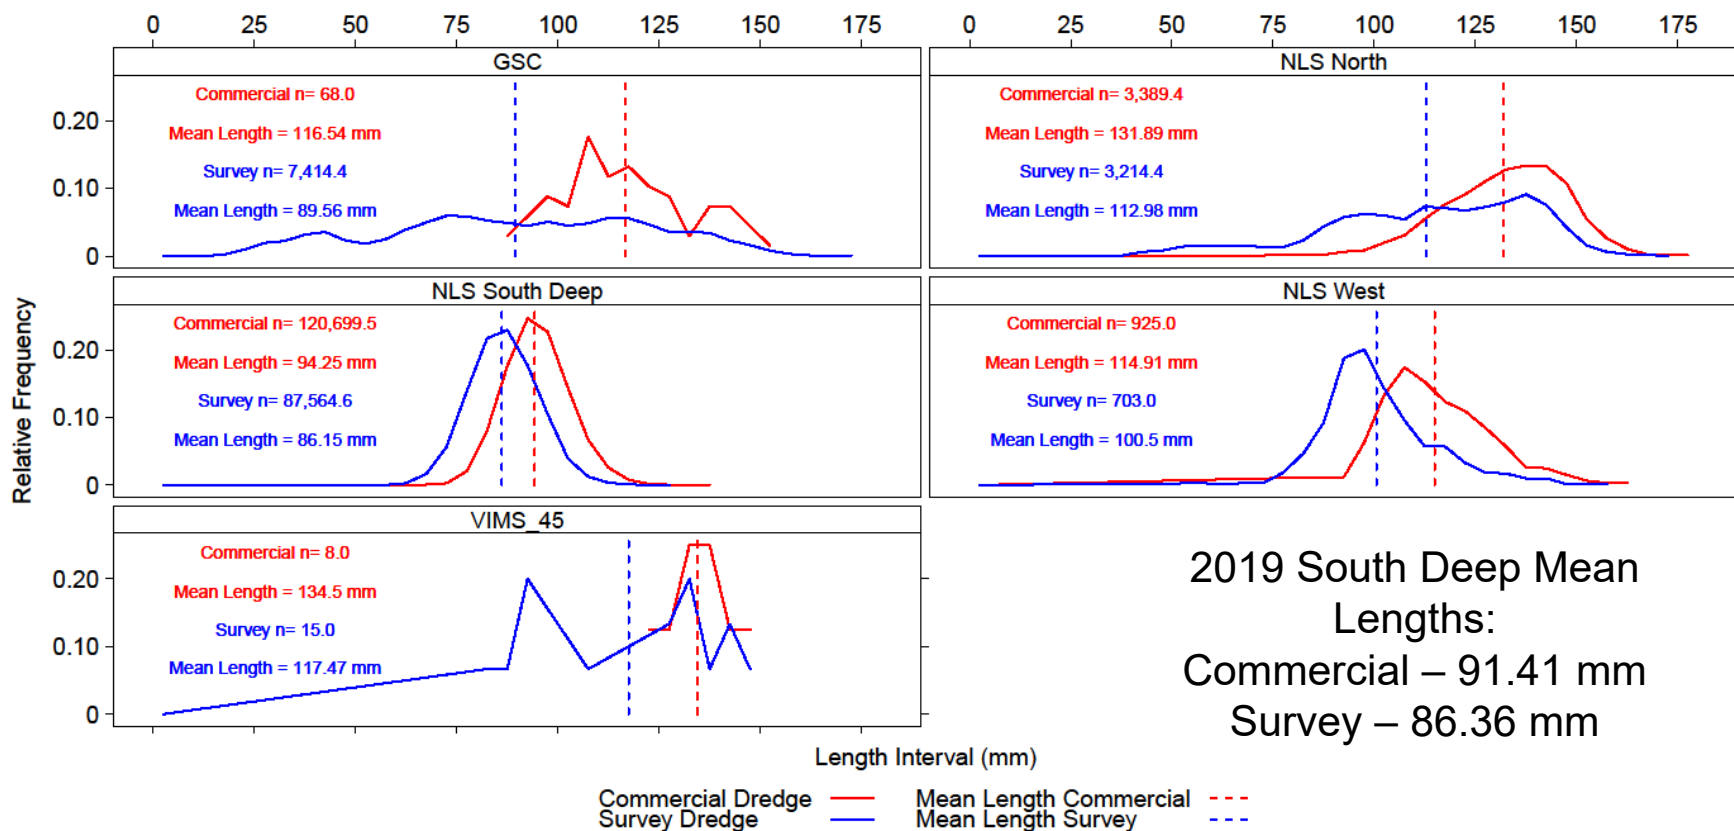 0 25 50 75 100 125 150 175
0 25 50 75 100 125 150 175
GSC
Commercial n= 68.0
Mean Length = 116.54 mm
Survey n= 7,414.4
Mean Length = 89.56 mm
0.20
0.10
0
NLS North
Commercial n= 3,389.4
Mean Length = 131.89 mm
Survey n= 3,214.4
Mean Length = 112.98 mm
NLS South Deep
Commercial n= 120,699.5
Mean Length = 94.25 mm
Survey n= 87,564.6
Mean Length = 86.15 mm
0.20
0.10
0
NLS West
Commercial n= 925.0
Mean Length = 114.91 mm
Survey n= 703.0
Mean Length = 100.5 mm
Relative Frequency
VIMS_45
Commercial n= 8.0
Mean Length = 134.5 mm
Survey n= 15.0
Mean Length = 117.47 mm
0.20
0.10
0
2019 South Deep Mean
Lengths:
Commercial – 91.41 mm
Survey – 86.36 mm
Length Interval (mm)
Commercial Dredge
Survey Dredge
Mean Length Commercial
Mean Length Survey